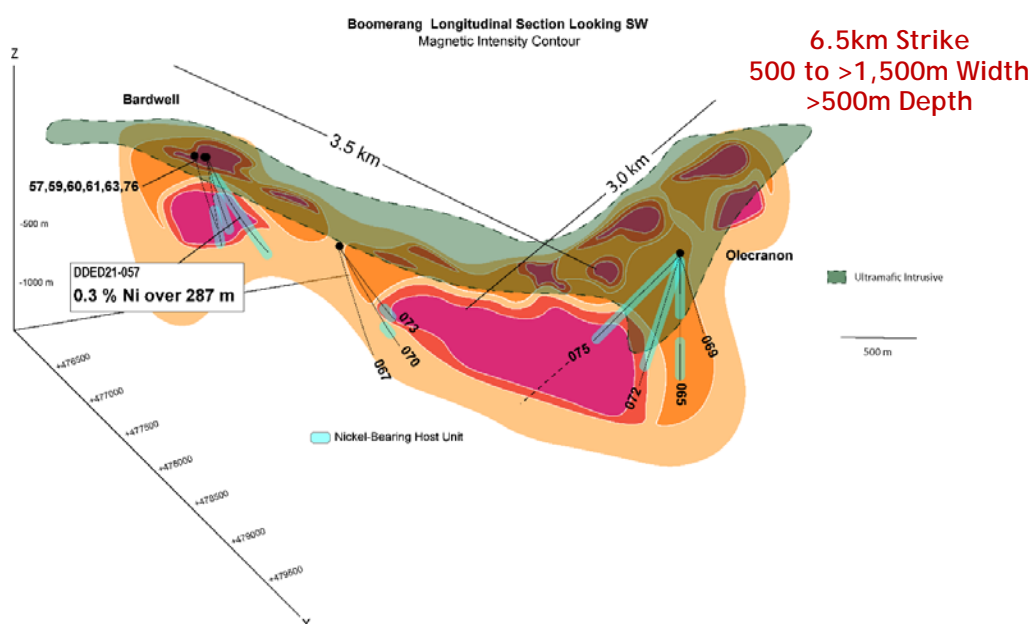 Boomerang Longitudinal Section Looking SW
Magnetic Intensity Contour
6.5km Strike
500 to >1,500m Width
>500m Depth
Z
Bardwell
3.5 km
3.0 km
57,59,60,61,63,76
-500 m
-1000 m
DDED21-057
0.3 % Ni over 287 m
Olecranon
Ultramafic Intrusive
500 m
073
070
067
075
072
065
069
Nickel-Bearing Host Unit
+476500
+477000
+477500
+478000
+478500
+479000
+479500